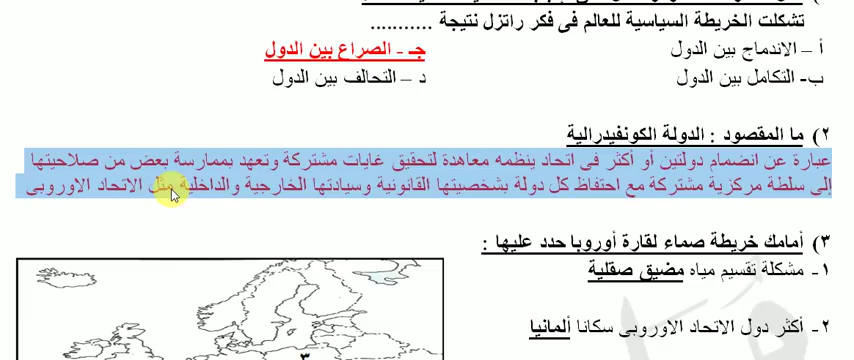 تشكلت الخريطة السياسية للعالم فى فكر راتزل نتيجة ...........
أ – الاندماج بين الدول
جـ - الصراع بين الدول
ب- التكامل بين الدول
د – التحالف بين الدول
٢) ما المقصود : الدولة الكونفيدرالية
عبارة عن انضمام دولتين أو أكثر فى اتحاد ينظمه معاهدة لتحقيق غايات مشتركة وتعهد بممارسة بعض من صلاحيتها
إلى سلطة مركزية مشتركة مع احتفاظ كل دولة بشخصيتها القانونية وسيادتها الخارجية والداخلية مثل الاتحاد الاوروبى
٣) أمامك خريطة صماء لقارة أوروبا حدد عليها :
١- مشكلة تقسيم مياه مضيق صقلية
٢- أكثر دول الاتحاد الاوروبى سكانا ألمانيا
٣